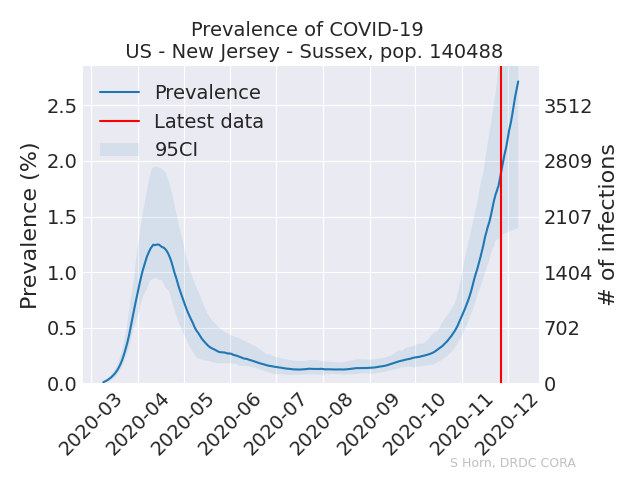 Prevalence of COVID-19
US - New Jersey - Sussex, pop. 140488
Prevalence
Latest data
95CI
Prevalence (%)
2.5
2.0
1.5
1.0
0.5
0.0
3512
2809
2107
1404
702
0
# of infections
2020-03
2020-04
2020-05
2020-06
2020-07
2020-08
2020-09
2020-10
2020-11
2020-12
S Horn, DRDC CORA